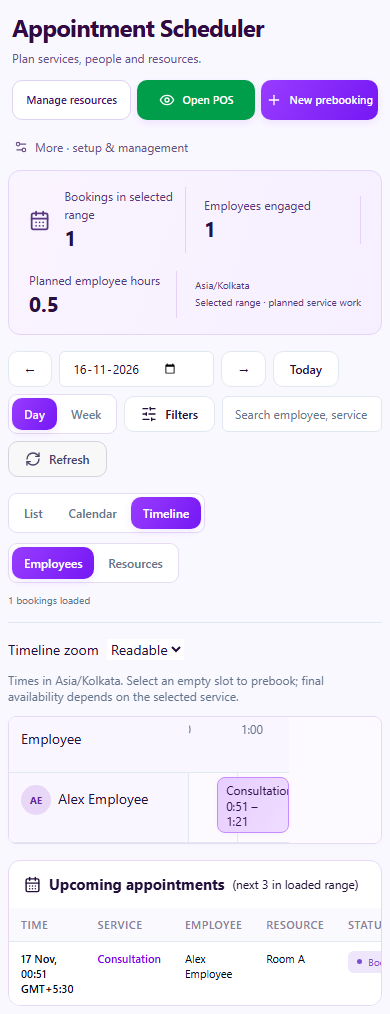 Appointment Scheduler
Plan services, people and resources.
Manage resources
Open POS
New prebooking
More · setup & management
Bookings in selected
range
1
Employees engaged
1
Planned employee hours
0.5
Asia/Kolkata
Selected range · planned service work
←
16-11-2026
→
Today
Day
Week
Filters
Search employee, service
Refresh
List
Calendar
Timeline
Employees
Resources
1 bookings loaded
Timeline zoom
Readable
Times in Asia/Kolkata. Select an empty slot to prebook; final
availability depends on the selected service.
Employee
1:00
AE
Alex Employee
Consultation
0:51 –
1:21
Upcoming appointments
(next 3 in loaded range)
TIME
SERVICE
EMPLOYEE
RESOURCE
STATU
17 Nov,
00:51
GMT+5:30
Consultation
Alex
Employee
Room A
Boo